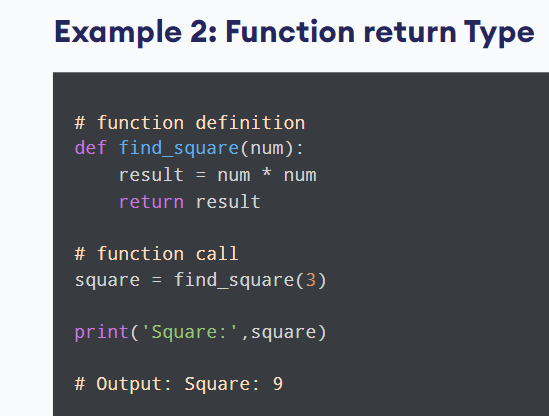 Example 2: Function return Type
# function definition
def find_square(num):
    result = num * num
    return result
# function call
square = find_square(3)
print('Square:',square)
# Output: Square: 9